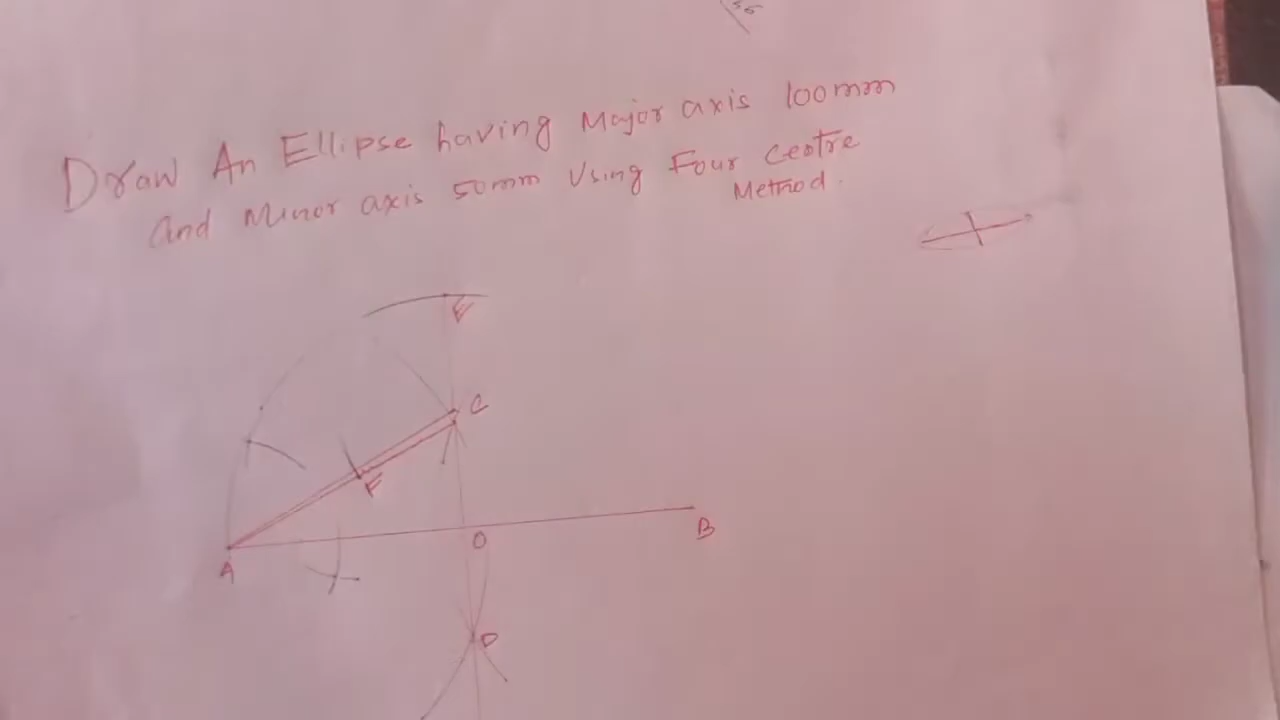 Draw An Ellipse having Major axis 100mm
and Minor axis 50mm Using Four Centre
Method.
E
C
F
O
B
A
D